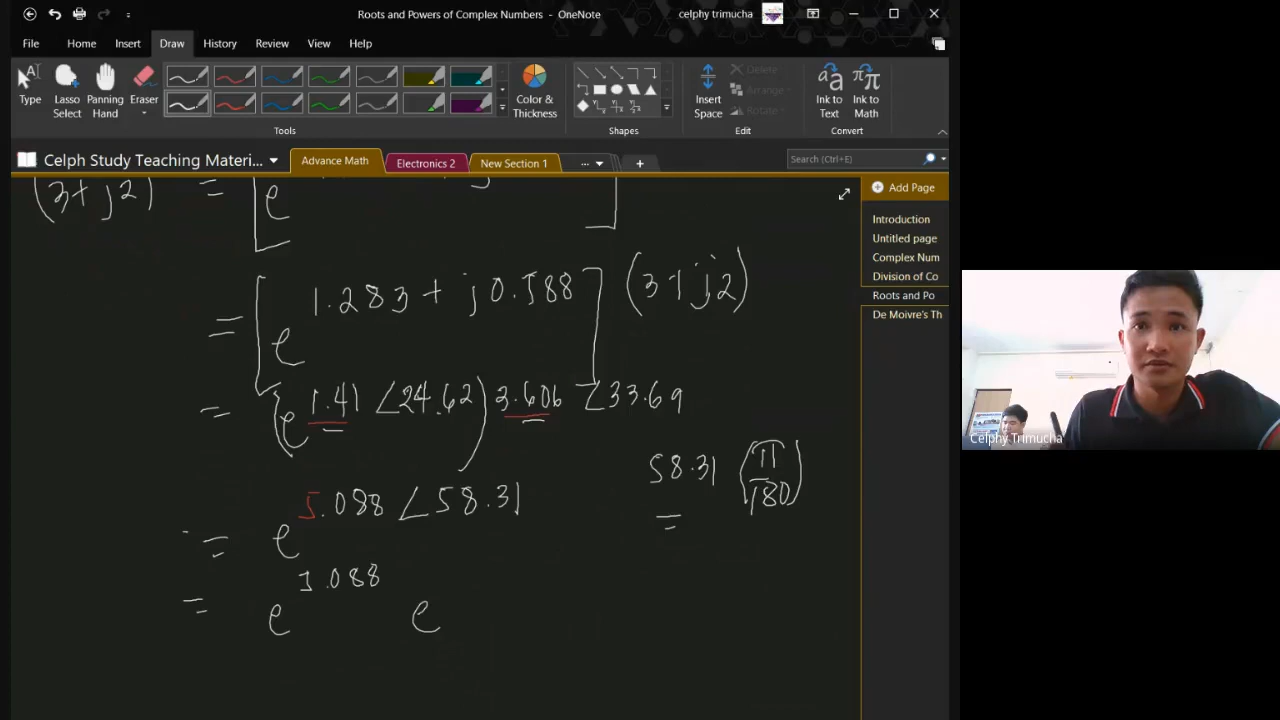 Roots and Powers of Complex Numbers - OneNote
celphy trimucha
File Home Insert Draw History Review View Help
Type
Lasso Select
Panning Hand
Eraser
Color & Thickness
Insert Space
Delete
Arrange
Rotate
Ink to Text
Ink to Math
Tools
Shapes
Edit
Convert
Celph Study Teaching Materi...
Advance Math
Electronics 2
New Section 1
...
+
Search (Ctrl+E)
Add Page
Introduction
Untitled page
Complex Num
Division of Co
Roots and Po
De Moivre's Th
(3+j2) = [e
= [e^1.283 + j0.588] (3+j2)
= (e^1.41 ∠24.62) 3.606 ∠33.69
= e^5.088 ∠58.31
58.31 (π/180)
=
= e^5.088 e
Celphy Trimucha